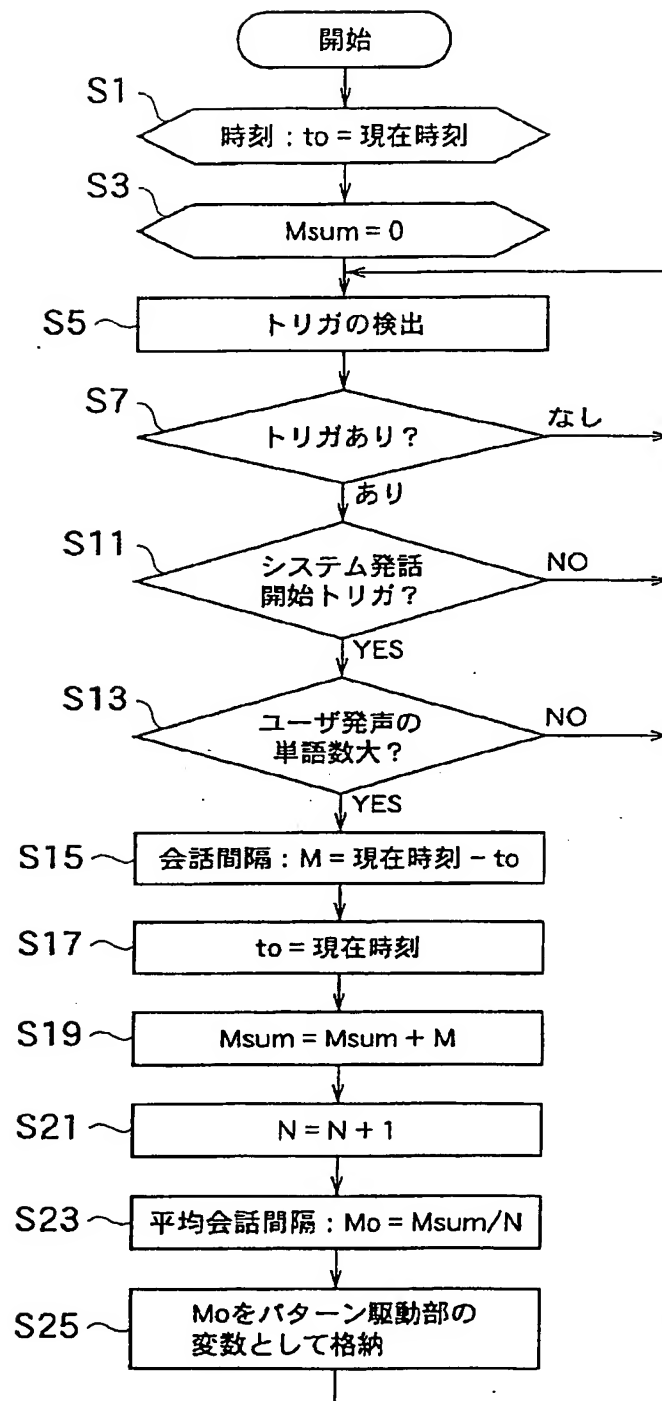 開始
S1
時刻：to＝現在時刻
S3
Msum＝0
S5
トリガの検出
S7
トリガあり？
なし
あり
S11
システム発話
開始トリガ？
NO
YES
S13
ユーザ発声の
単語数大？
NO
YES
S15
会話間隔：M＝現在時刻－to
S17
to＝現在時刻
S19
Msum＝Msum＋M
S21
N＝N＋1
S23
平均会話間隔：Mo＝Msum/N
S25
Moをパターン駆動部の
変数として格納